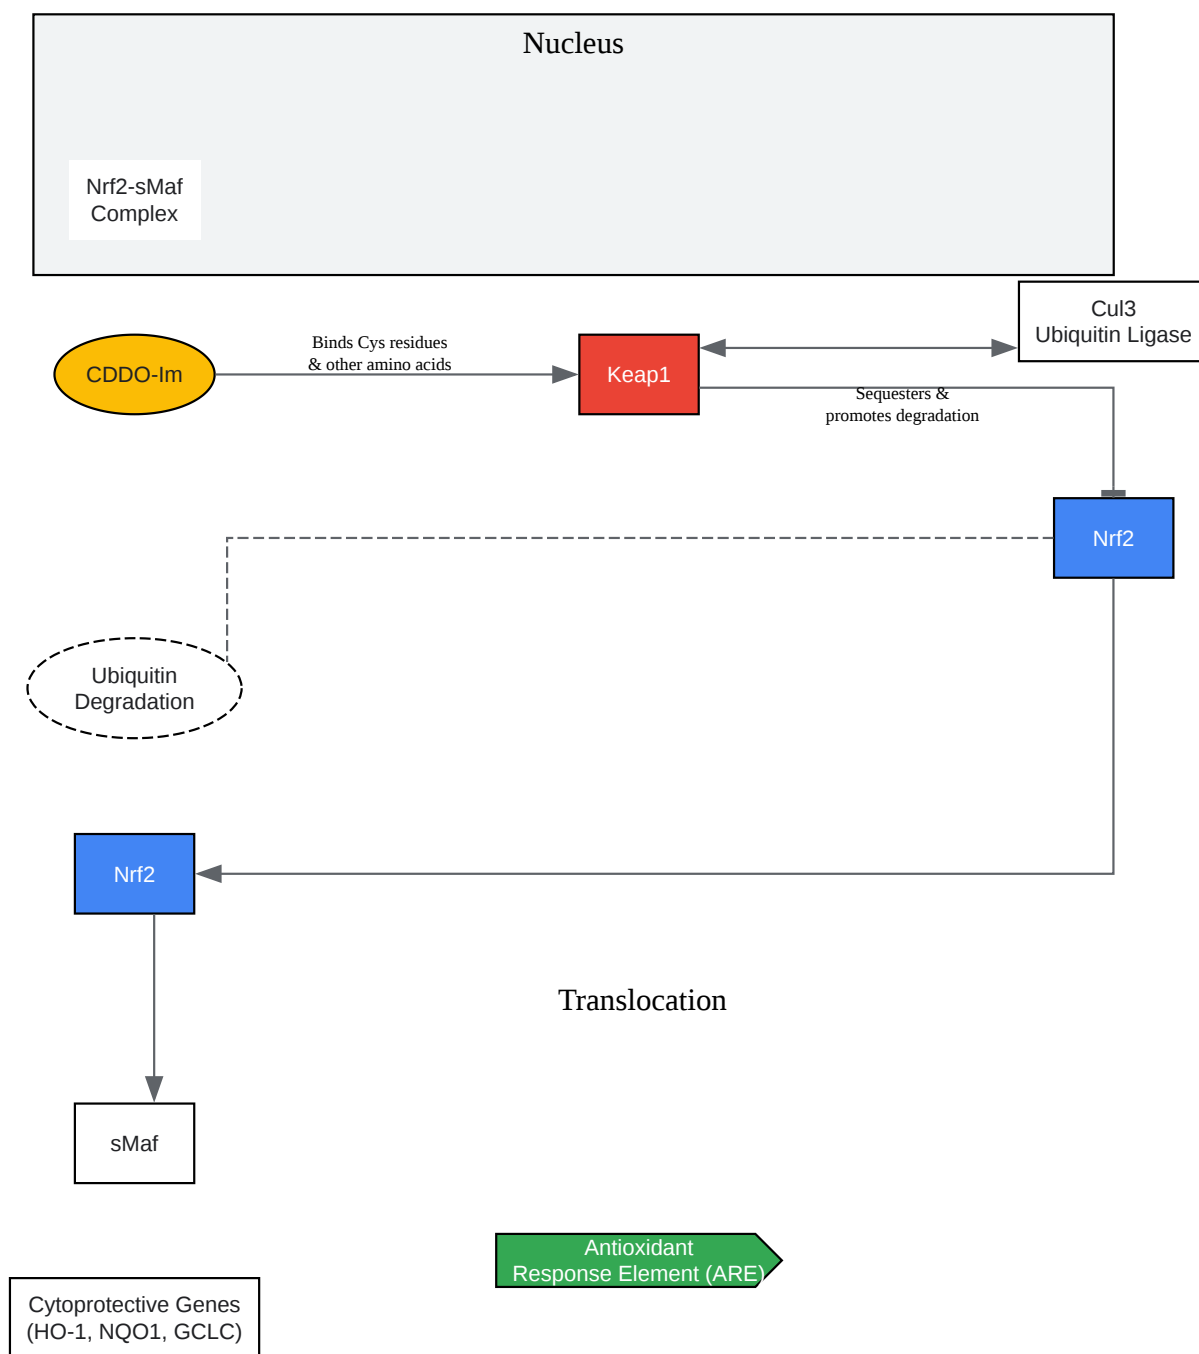 Nucleus
Nrf2-sMaf
Complex
Cul3
Ubiquitin Ligase
Binds Cys residues
& other amino acids
CDDO-Im
Keap1
Sequesters &
promotes degradation
Nrf2
Ubiquitin
Degradation
Nrf2
Translocation
sMaf
Antioxidant
Response Element (ARE)
Cytoprotective Genes
(HO-1, NQO1, GCLC)